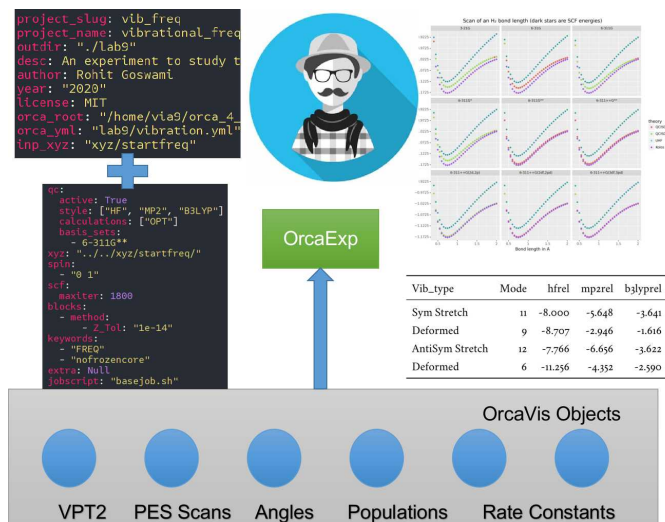 project_slug: vib_freq
project_name: vibrational_freq
outdir: "./lab9"
desc: An experiment to study t
author: Rohit Goswami
year: "2020"
license: MIT
orca_root: "/home/via9/orca_4_
orca_yml: "lab9/vibration.yml"
inp_xyz: "xyz/startfreq"
qc:
active: True
style: ["HF", "MP2", "B3LYP"]
calculations: ["OPT"]
basis_sets:
- 6-311G**
xyz: "../../xyz/startfreq/"
spin:
- "0 1"
scf:
maxiter: 1800
blocks:
- method:
- Z_Tol: "1e-14"
keywords:
- "FREQ"
- "nofrozencore"
extra: Null
jobscript: "basejob.sh"
OrcaExp
Scan of an H₂ bond length (dark stars are SCF energies)
theory
UHF
Bond length in Å
Vib_type Mode hfrel mp2rel b3lyprel
Sym Stretch 11 -8.000 -5.648 -3.641
Deformed 9 -8.707 -2.946 -1.616
AntiSym Stretch 12 -7.766 -6.656 -3.622
Deformed 6 -11.256 -4.352 -2.590
OrcaVis Objects
VPT2 PES Scans Angles Populations Rate Constants